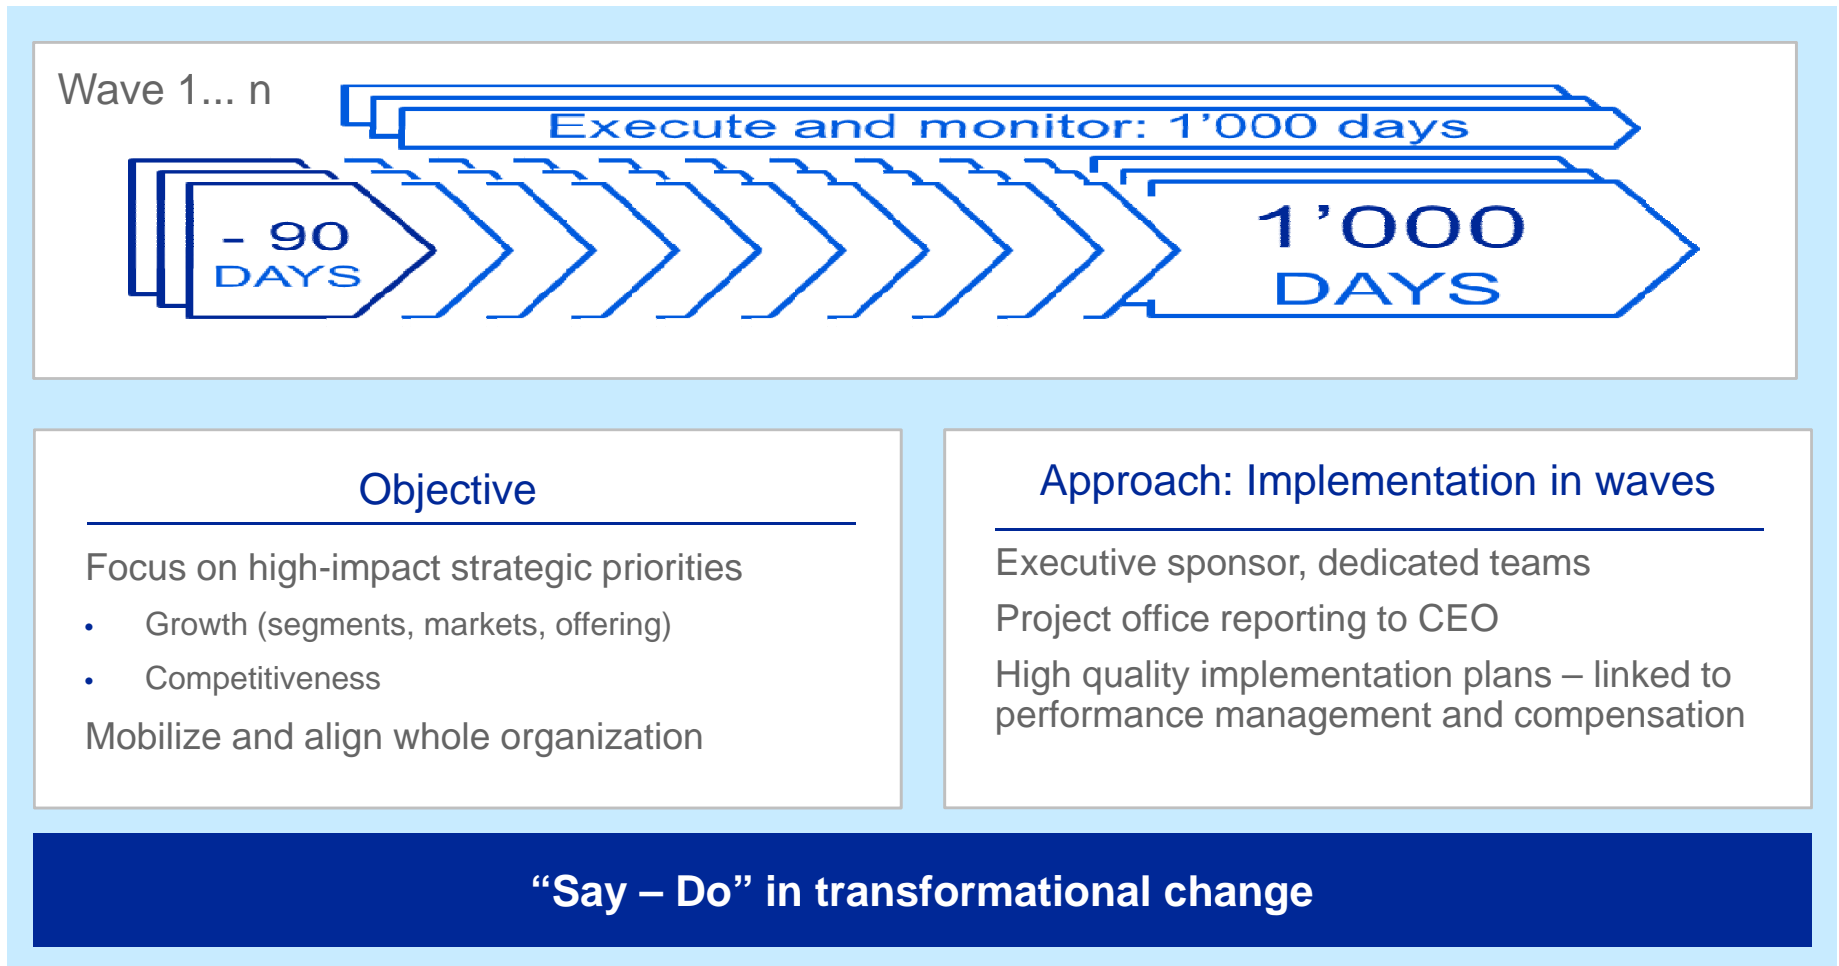 Wave 1... n
Execute and monitor: 1’000 days
- 90
DAYS
1’000
DAYS
Objective
Focus on high-impact strategic priorities
• Growth (segments, markets, offering)
• Competitiveness
Mobilize and align whole organization
Approach: Implementation in waves
Executive sponsor, dedicated teams
Project office reporting to CEO
High quality implementation plans – linked to
performance management and compensation
“Say – Do” in transformational change